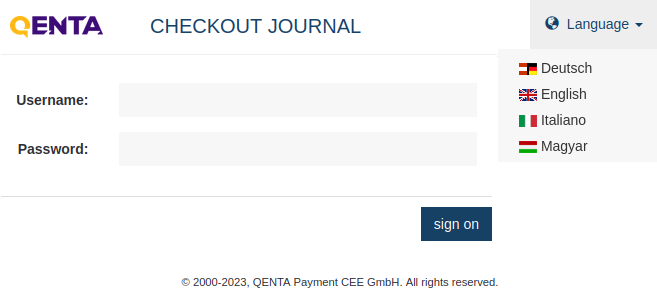 QENTA
CHECKOUT JOURNAL
Language
Deutsch
English
Italiano
Magyar
Username:
Password:
sign on
© 2000-2023, QENTA Payment CEE GmbH. All rights reserved.